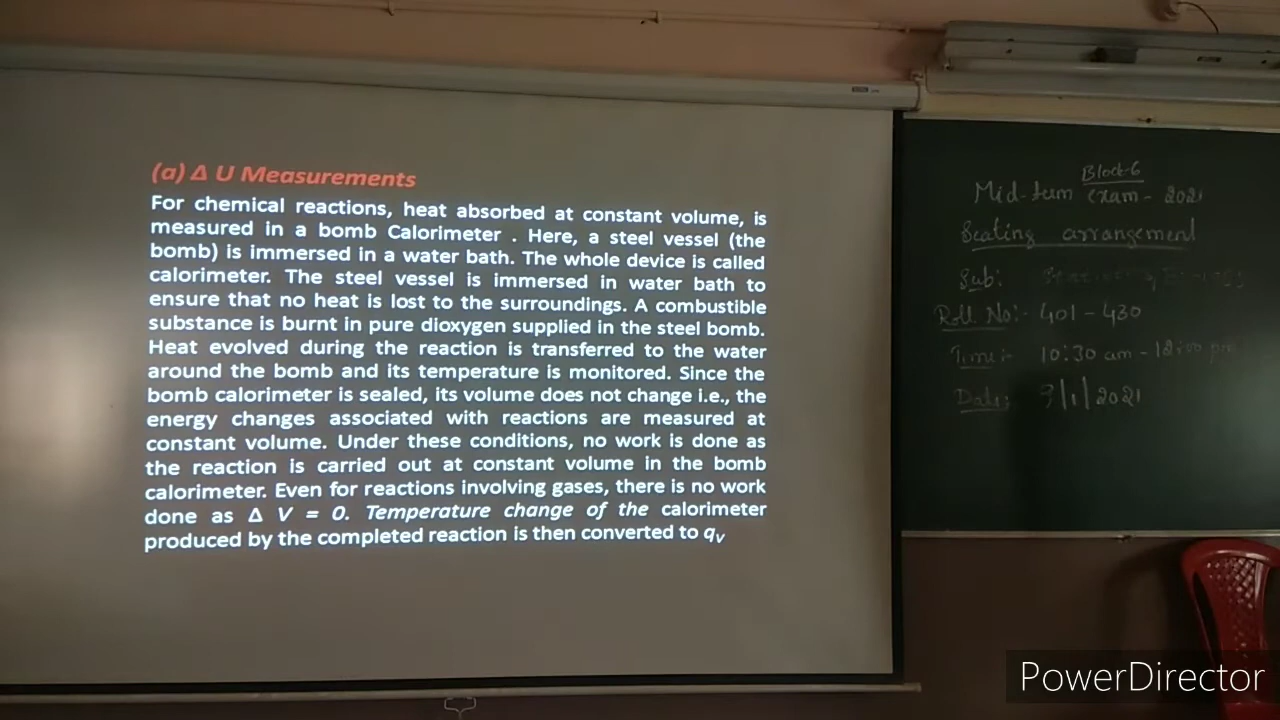 (a) Δ U Measurements
For chemical reactions, heat absorbed at constant volume, is
measured in a bomb Calorimeter . Here, a steel vessel (the
bomb) is immersed in a water bath. The whole device is called
calorimeter. The steel vessel is immersed in water bath to
ensure that no heat is lost to the surroundings. A combustible
substance is burnt in pure dioxygen supplied in the steel bomb.
Heat evolved during the reaction is transferred to the water
around the bomb and its temperature is monitored. Since the
bomb calorimeter is sealed, its volume does not change i.e., the
energy changes associated with reactions are measured at
constant volume. Under these conditions, no work is done as
the reaction is carried out at constant volume in the bomb
calorimeter. Even for reactions involving gases, there is no work
done as Δ V = 0. Temperature change of the calorimeter
produced by the completed reaction is then converted to qv
Block-6
Mid-term Exam - 2021
Seating arrangement
Sub:
Roll No:- 401 - 430
Time:- 10:30 am - 12:00 pm
Date: /1/2021
PowerDirector